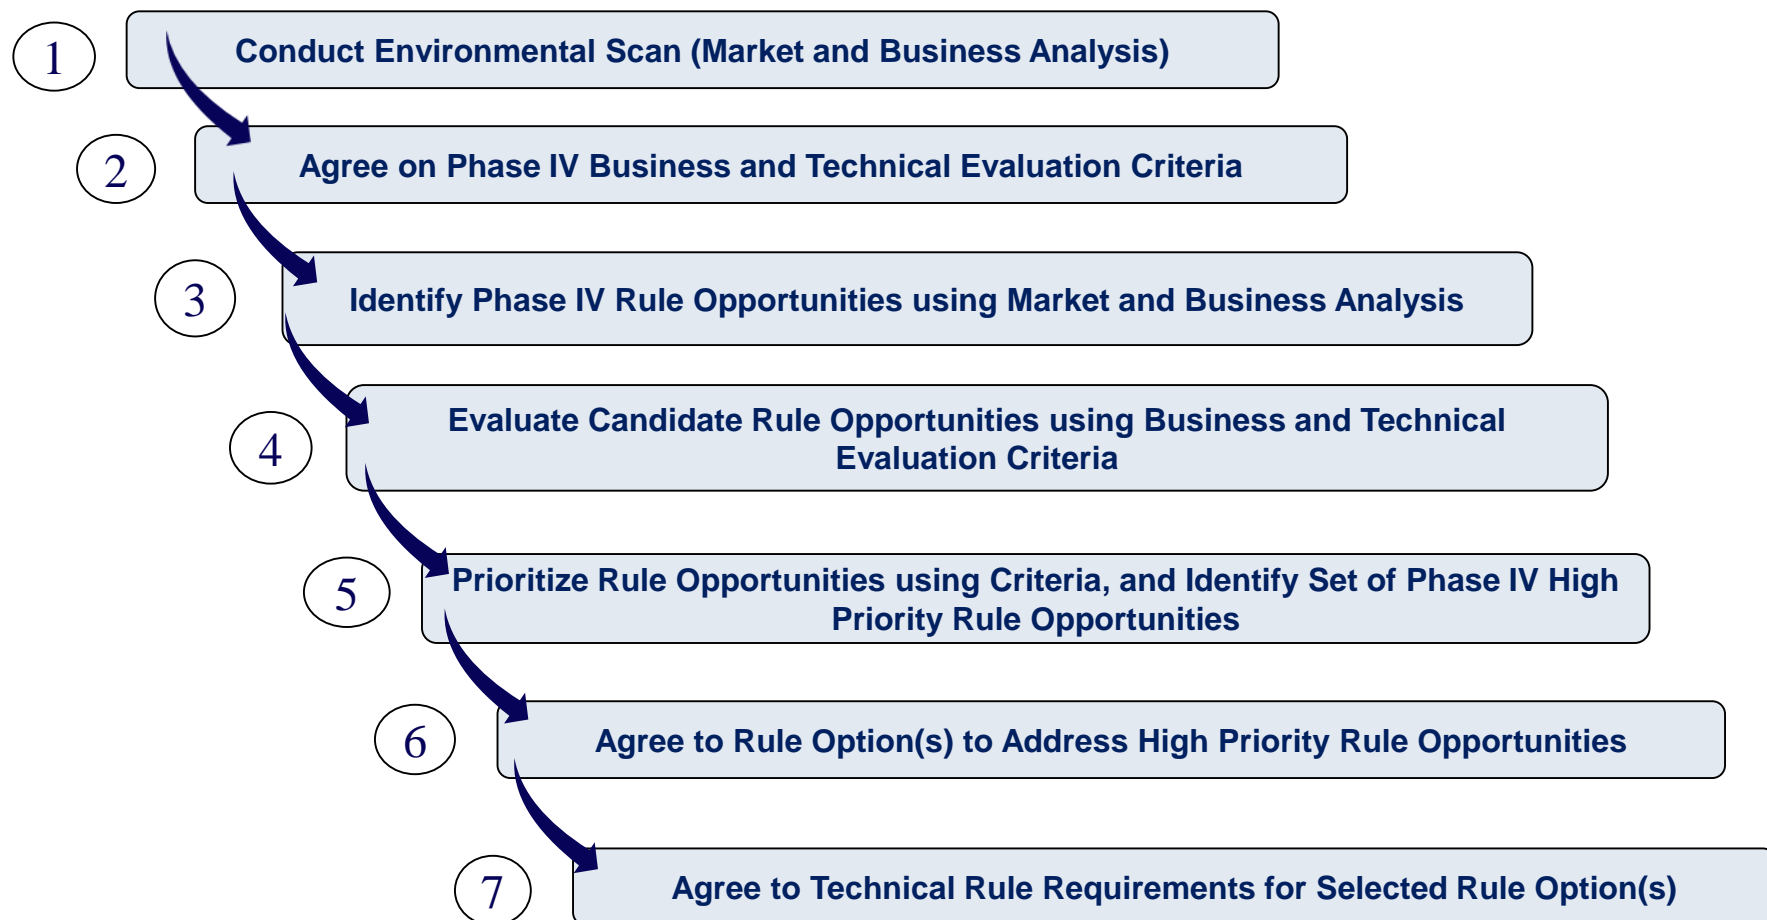 1
Conduct Environmental Scan (Market and Business Analysis)
2
Agree on Phase IV Business and Technical Evaluation Criteria
3
Identify Phase IV Rule Opportunities using Market and Business Analysis
4
Evaluate Candidate Rule Opportunities using Business and Technical
Evaluation Criteria
5
Prioritize Rule Opportunities using Criteria, and Identify Set of Phase IV High
Priority Rule Opportunities
6
Agree to Rule Option(s) to Address High Priority Rule Opportunities
7
Agree to Technical Rule Requirements for Selected Rule Option(s)